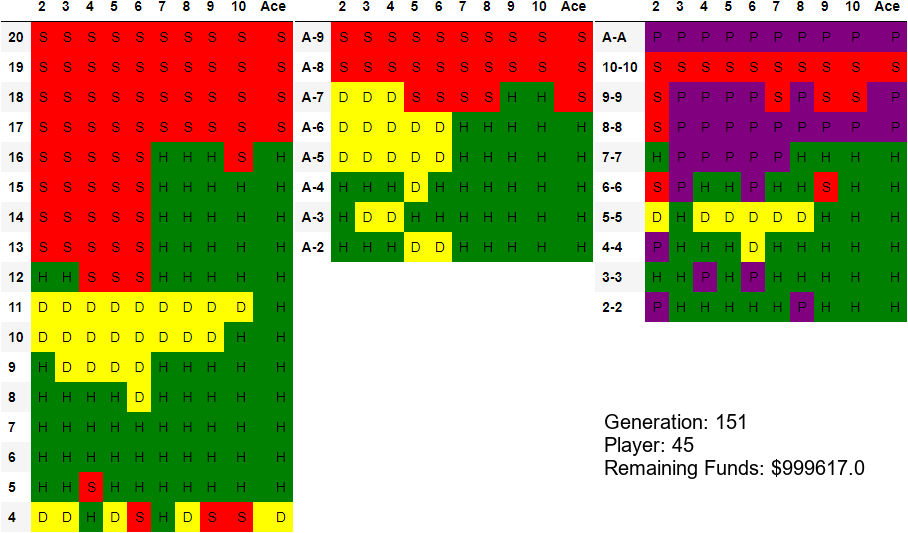 2 3 4 5 6 7 8 9 10 Ace
20 S S S S S S S S S S
19 S S S S S S S S S S
18 S S S S S S S S S S
17 S S S S S S S S S S
16 S S S S S H H H S H
15 S S S S S H H H H H
14 S S S S S H H H H H
13 S S S S S H H H H H
12 H H S S S H H H H H
11 D D D D D D D D D H
10 D D D D D D D D H H
9 H D D D D H H H H H
8 H H H H D H H H H H
7 H H H H H H H H H H
6 H H H H H H H H H H
5 H H S H H H H H H H
4 D D H D S H D S S D
2 3 4 5 6 7 8 9 10 Ace
A-9 S S S S S S S S S S
A-8 S S S S S S S S S S
A-7 D D D S S S S H H S
A-6 D D D D D H H H H H
A-5 D D D D D H H H H H
A-4 H H H D H H H H H H
A-3 H D D H H H H H H H
A-2 H H H D D H H H H H
2 3 4 5 6 7 8 9 10 Ace
A-A P P P P P P P P P P
10-10 S S S S S S S S S S
9-9 S P P P P S P S S P
8-8 S P P P P P P P P P
7-7 H P P P P P H H H H
6-6 S P H H P H H S H H
5-5 D H D D D D D H H H
4-4 P H H H D H H H H H
3-3 H H P H P H H H H H
2-2 P H H H H H P H H H
Generation: 151
Player: 45
Remaining Funds: $999617.0